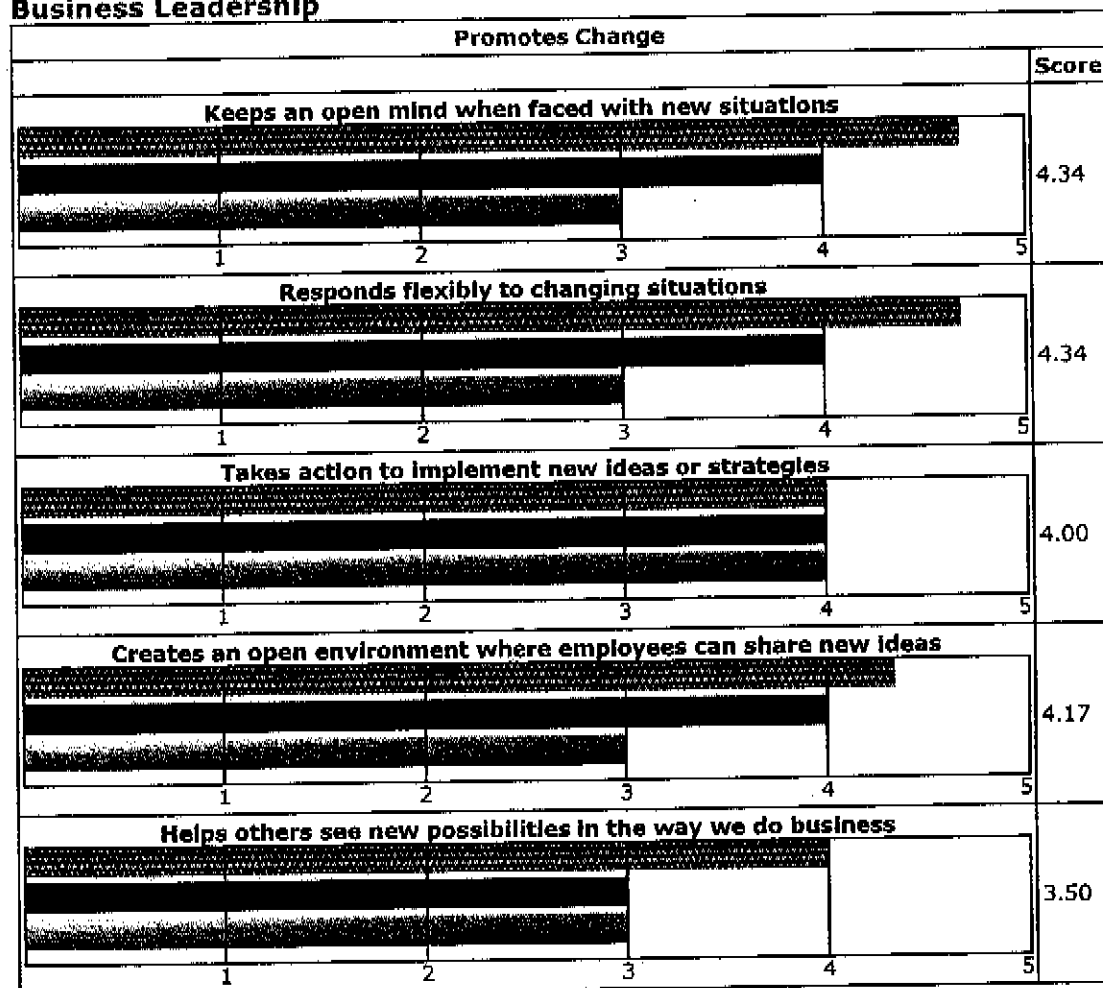 Business Leadership
Promotes Change
Score
Keeps an open mind when faced with new situations
4.34
1 2 3 4 5
Responds flexibly to changing situations
4.34
1 2 3 4 5
Takes action to implement new ideas or strategies
4.00
1 2 3 4 5
Creates an open environment where employees can share new ideas
4.17
1 2 3 4 5
Helps others see new possibilities in the way we do business
3.50
1 2 3 4 5